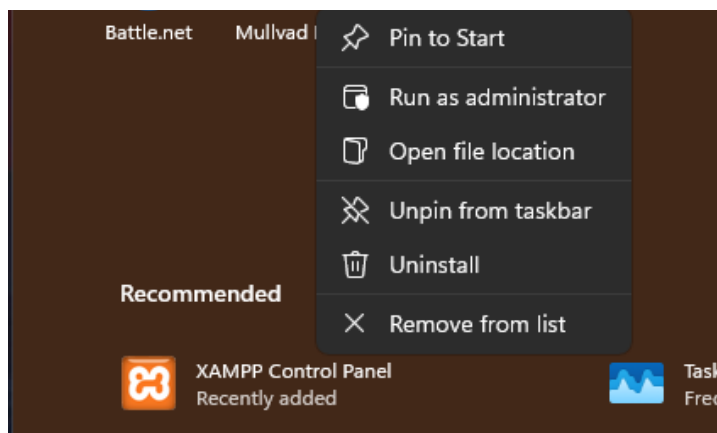 Battle.net
Mullvad
Pin to Start
Run as administrator
Open file location
Unpin from taskbar
Uninstall
Remove from list
Recommended
XAMPP Control Panel
Recently added